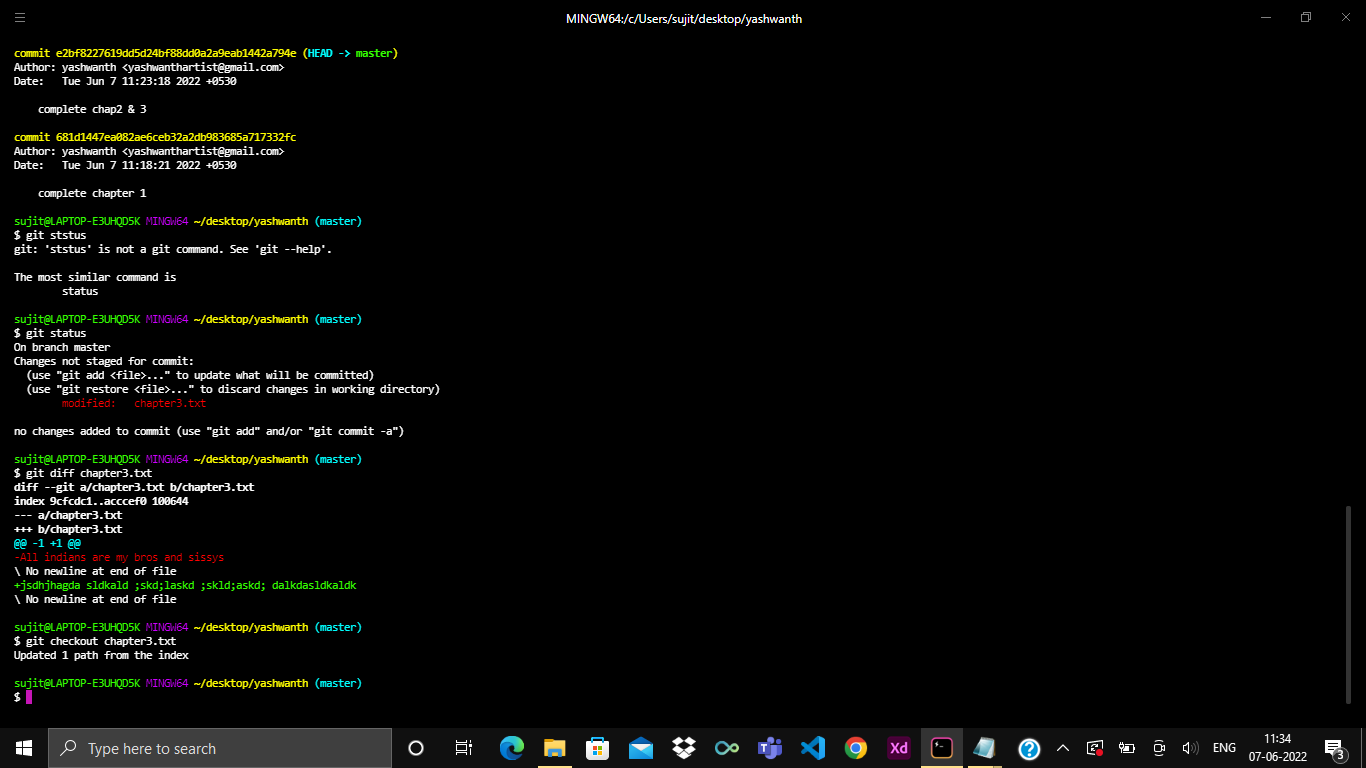 MINGW64:/c/Users/sujit/desktop/yashwanth
commit e2bf8227619dd5d24bf88dd0a2a9eab1442a794e (HEAD -> master)
Author: yashwanth <yashwanthartist@gmail.com>
Date:   Tue Jun 7 11:23:18 2022 +0530
complete chap2 & 3
commit 681d1447ea082ae6ceb32a2db983685a717332fc
Author: yashwanth <yashwanthartist@gmail.com>
Date:   Tue Jun 7 11:18:21 2022 +0530
complete chapter 1
sujit@LAPTOP-E3UHQD5K MINGW64 ~/desktop/yashwanth (master)
$ git ststus
git: 'ststus' is not a git command. See 'git --help'.
The most similar command is
status
sujit@LAPTOP-E3UHQD5K MINGW64 ~/desktop/yashwanth (master)
$ git status
On branch master
Changes not staged for commit:
(use "git add <file>..." to update what will be committed)
(use "git restore <file>..." to discard changes in working directory)
modified:   chapter3.txt
no changes added to commit (use "git add" and/or "git commit -a")
sujit@LAPTOP-E3UHQD5K MINGW64 ~/desktop/yashwanth (master)
$ git diff chapter3.txt
diff --git a/chapter3.txt b/chapter3.txt
index 9cfcdc1..acccef0 100644
--- a/chapter3.txt
+++ b/chapter3.txt
@@ -1 +1 @@
-All indians are my bros and sissys
\ No newline at end of file
+jsdhjhagda sldkald ;skd;laskd ;skld;askd; dalkdasldkaldk
\ No newline at end of file
sujit@LAPTOP-E3UHQD5K MINGW64 ~/desktop/yashwanth (master)
$ git checkout chapter3.txt
Updated 1 path from the index
sujit@LAPTOP-E3UHQD5K MINGW64 ~/desktop/yashwanth (master)
$
Type here to search
Xd
ENG
11:34
07-06-2022
3